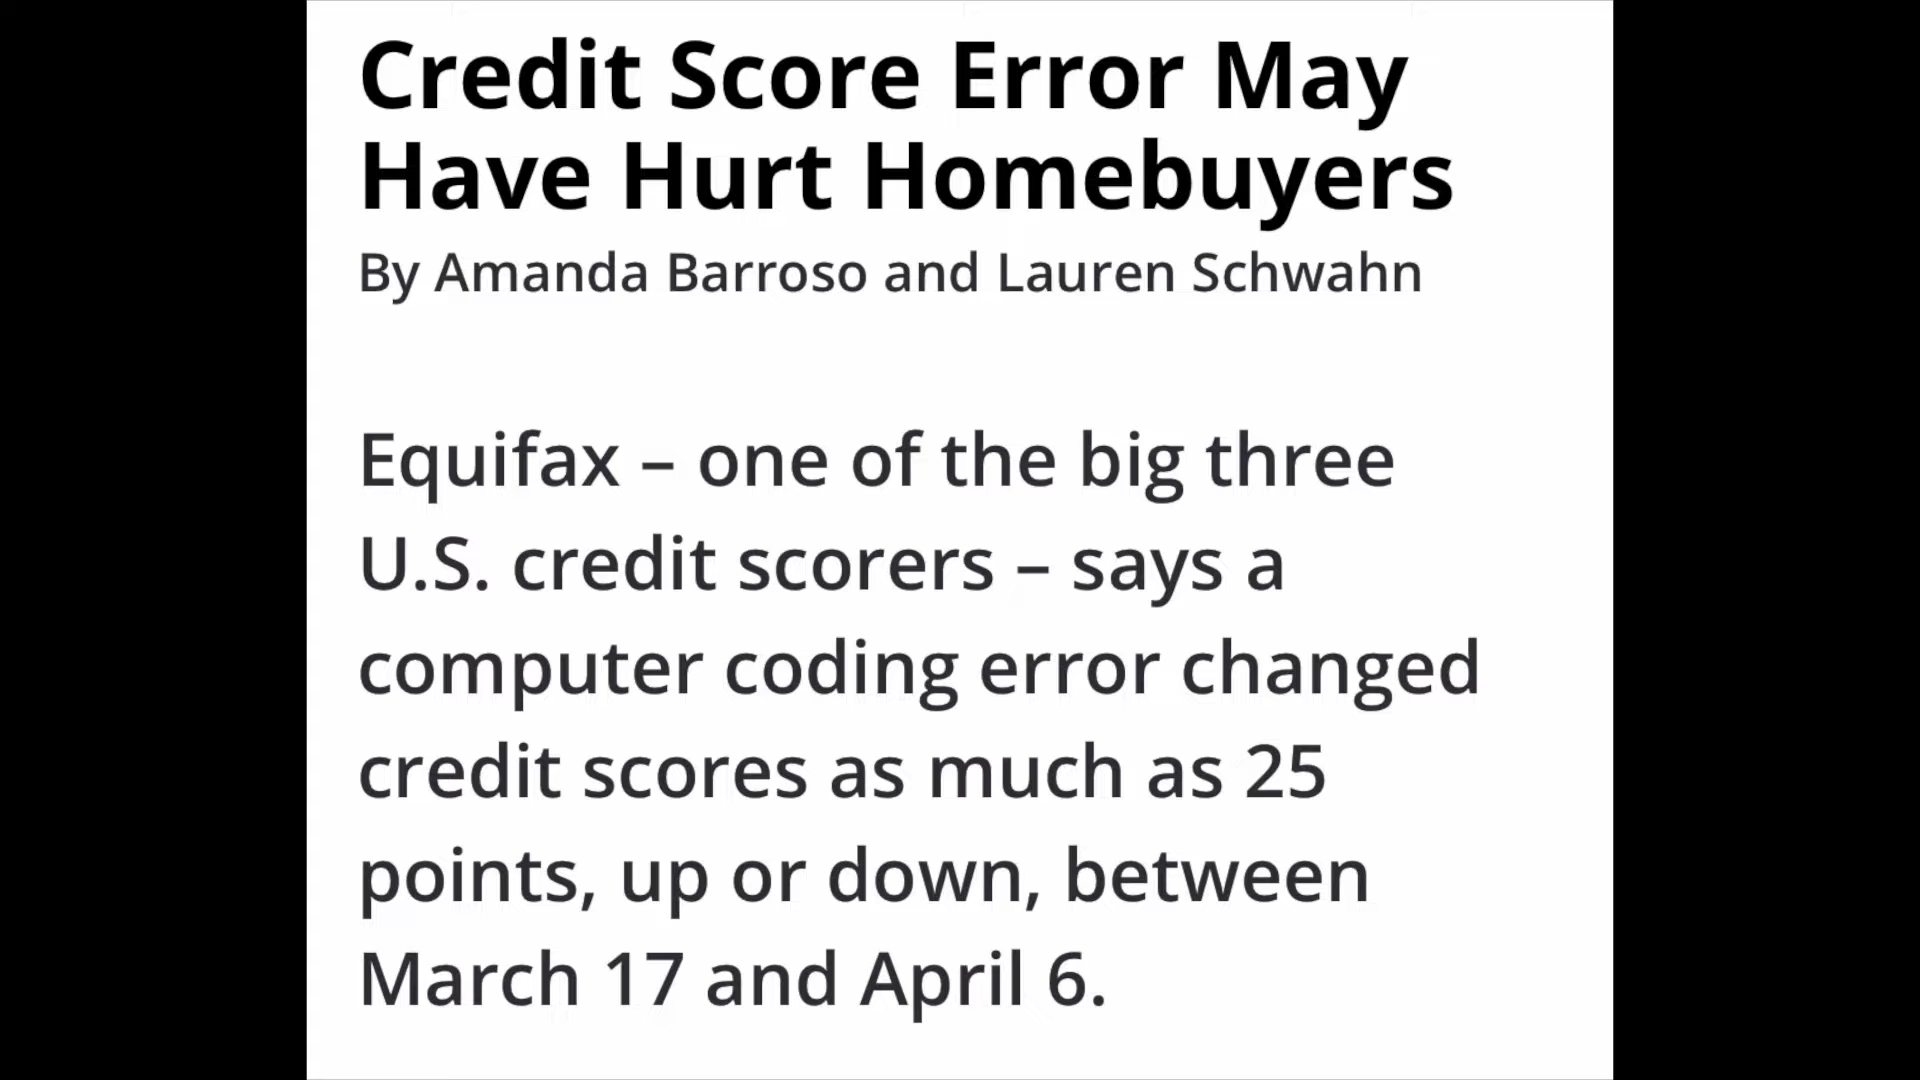 Credit Score Error May
Have Hurt Homebuyers
By Amanda Barroso and Lauren Schwahn
Equifax – one of the big three
U.S. credit scorers – says a
computer coding error changed
credit scores as much as 25
points, up or down, between
March 17 and April 6.